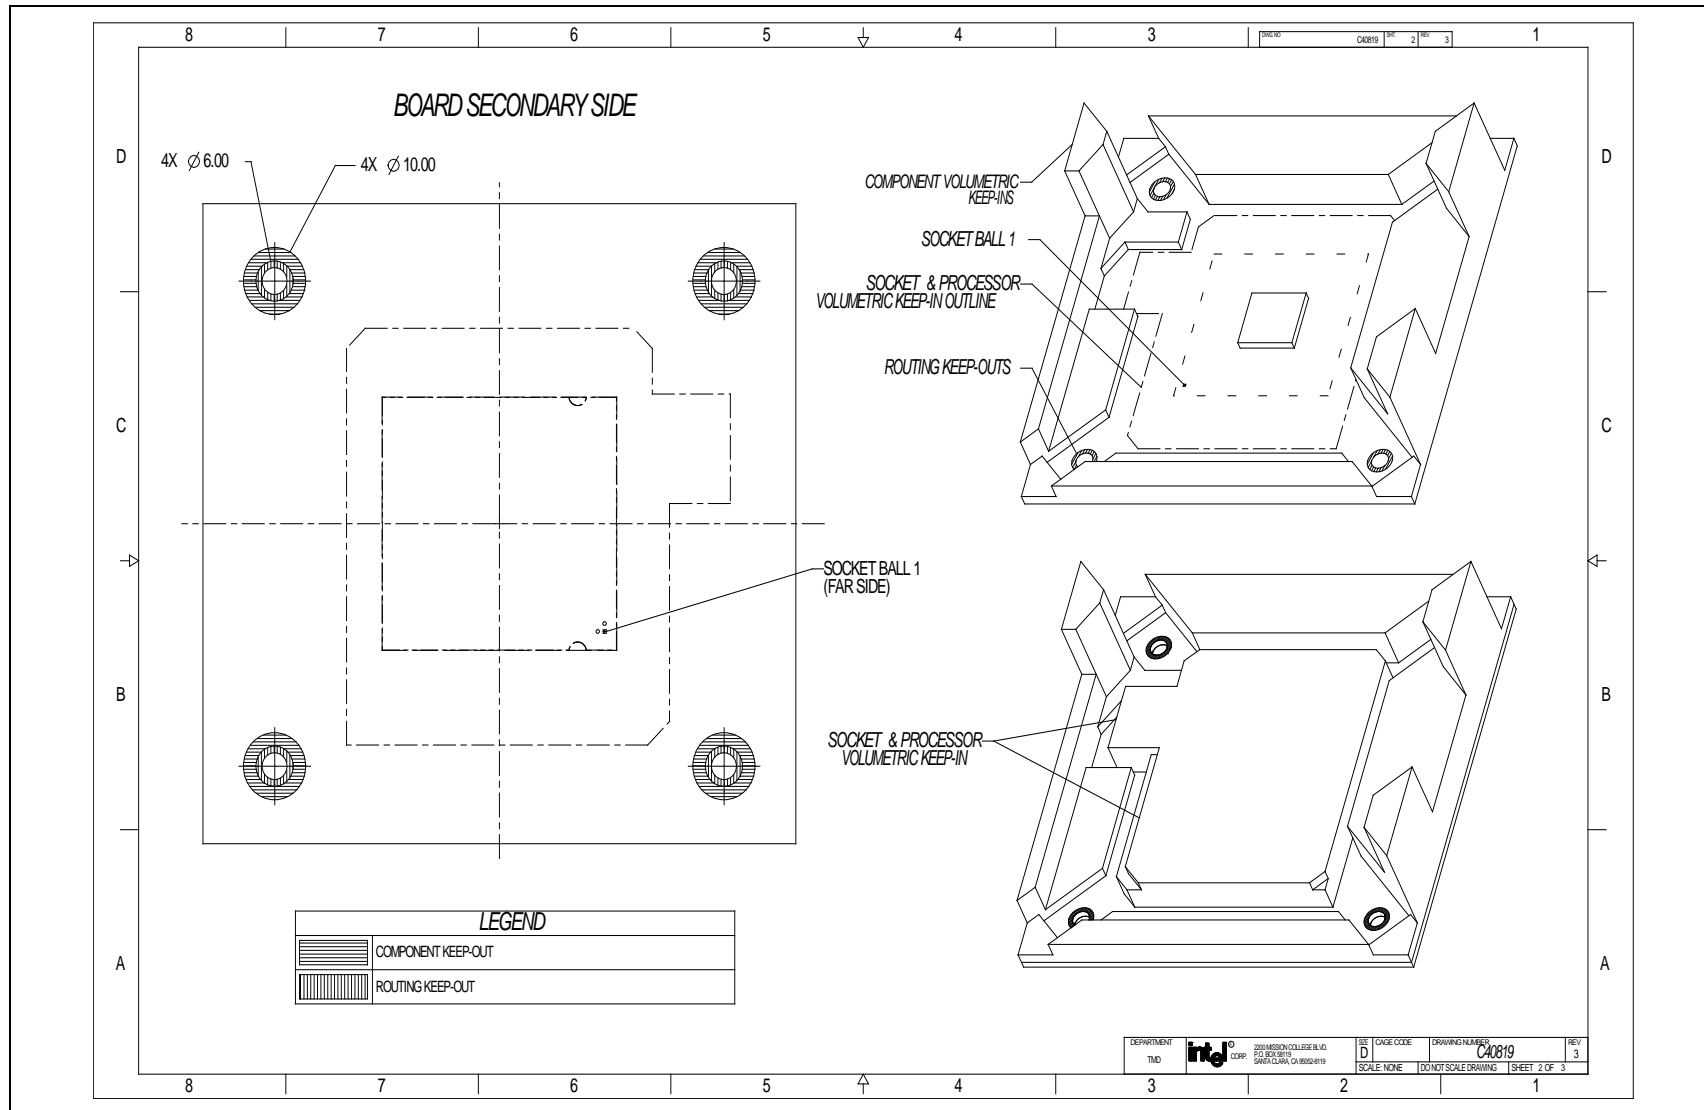 8 7 6 5 4 3 1
DWG. NO C40819 SHT. 2 REV 3
BOARD SECONDARY SIDE
D D
4X ∅ 6.00
4X ∅ 10.00
COMPONENT VOLUMETRIC
KEEP-INS
SOCKET BALL 1
SOCKET & PROCESSOR
VOLUMETRIC KEEP-IN OUTLINE
ROUTING KEEP-OUTS
C C
SOCKET BALL 1
(FAR SIDE)
B B
SOCKET & PROCESSOR
VOLUMETRIC KEEP-IN
LEGEND
COMPONENT KEEP-OUT
ROUTING KEEP-OUT
A A
DEPARTMENT
TMD
intel ® CORP.
2200 MISSION COLLEGE BLVD.
P.O. BOX 58119
SANTA CLARA, CA 95052-8119
SIZE D
CAGE CODE
DRAWING NUMBER
C40819
REV
3
SCALE: NONE
DO NOT SCALE DRAWING
SHEET 2 OF 3
8 7 6 5 4 3 2 1